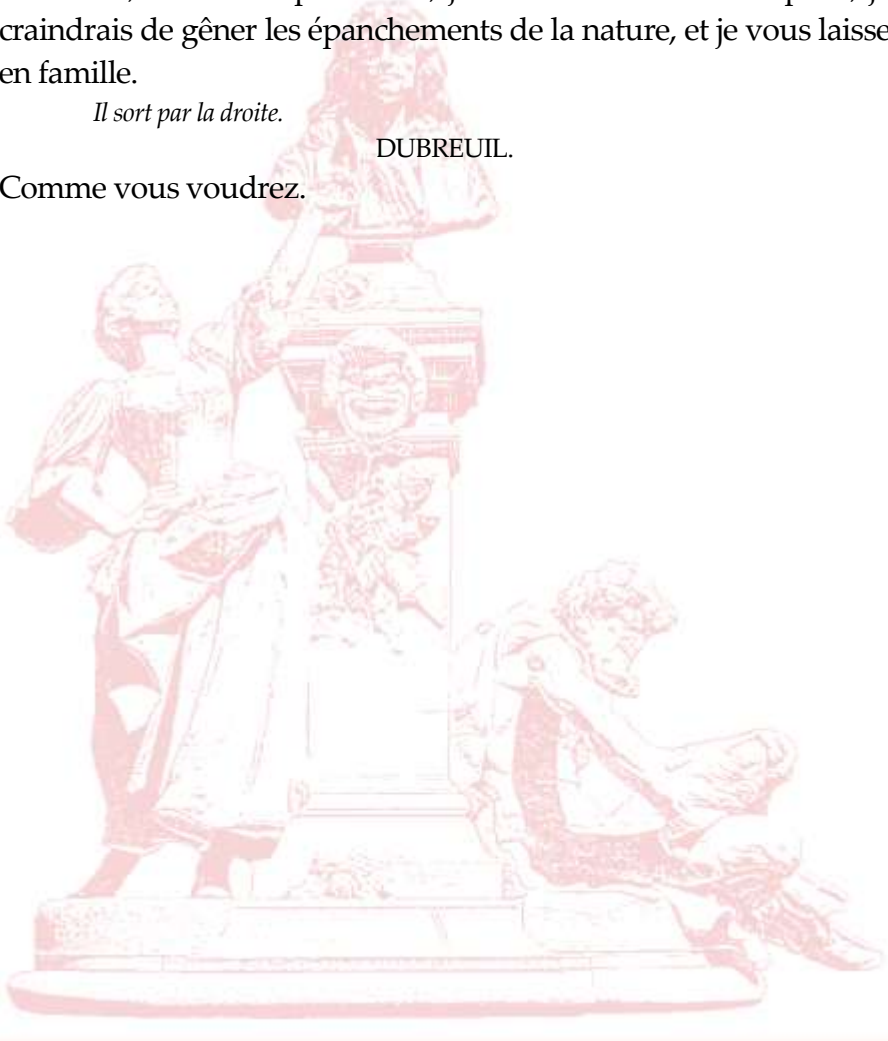 craindrais de gêner les épanchements de la nature, et je vous laisse
en famille.
Il sort par la droite.
DUBREUIL.
Comme vous voudrez.